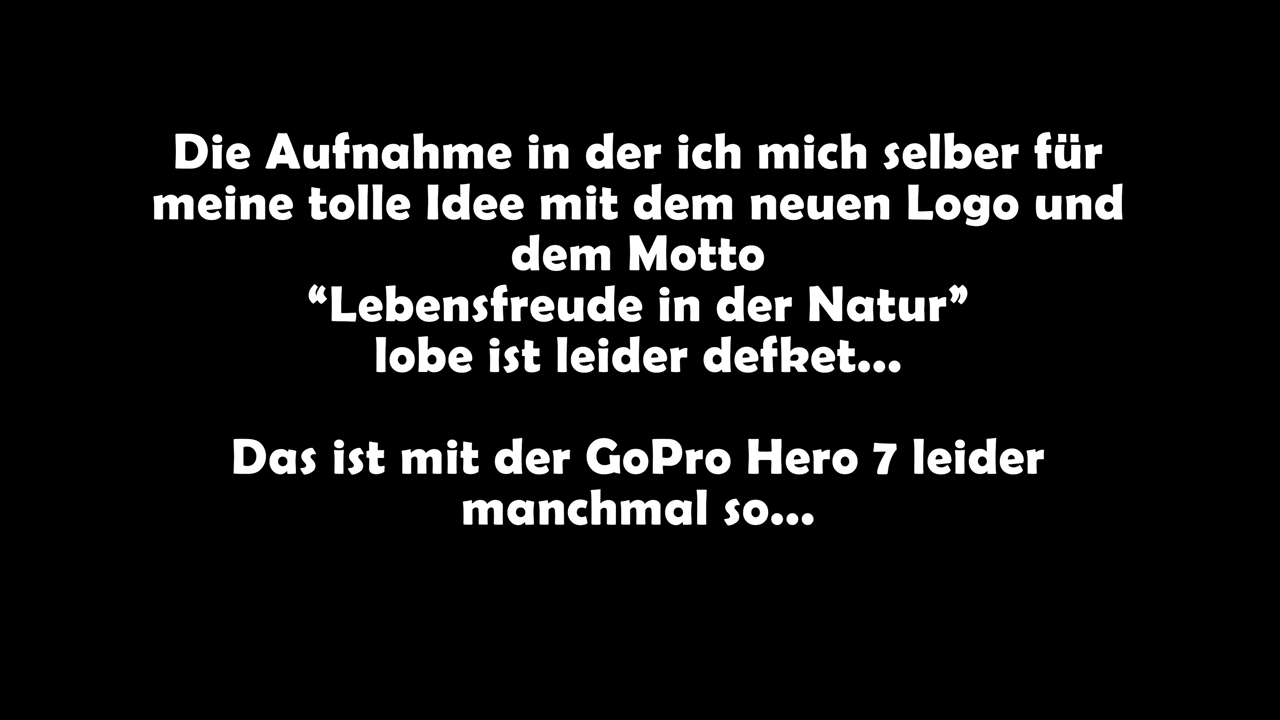 Die Aufnahme in der ich mich selber für
meine tolle Idee mit dem neuen Logo und
dem Motto
“Lebensfreude in der Natur”
lobe ist leider defket...
Das ist mit der GoPro Hero 7 leider
manchmal so...